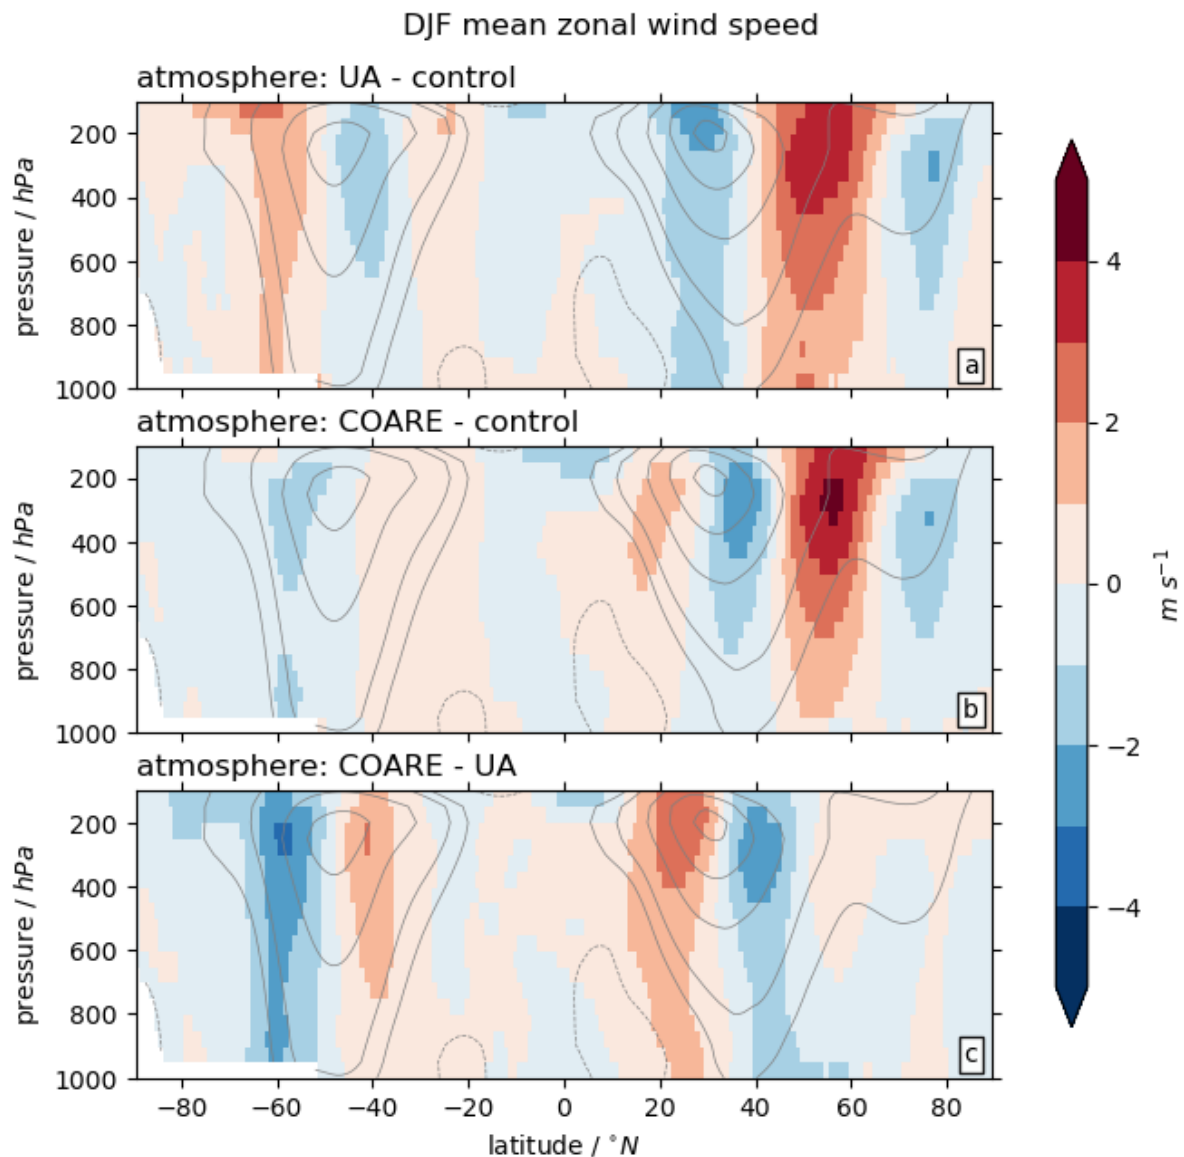 DJF mean zonal wind speed
atmosphere: UA - control
200
400
600
800
1000
pressure / hPa
a
atmosphere: COARE - control
200
400
600
800
1000
pressure / hPa
b
atmosphere: COARE - UA
200
400
600
800
1000
pressure / hPa
c
−80 −60 −40 −20 0 20 40 60 80
latitude / °N
4
2
0
−2
−4
m s⁻¹